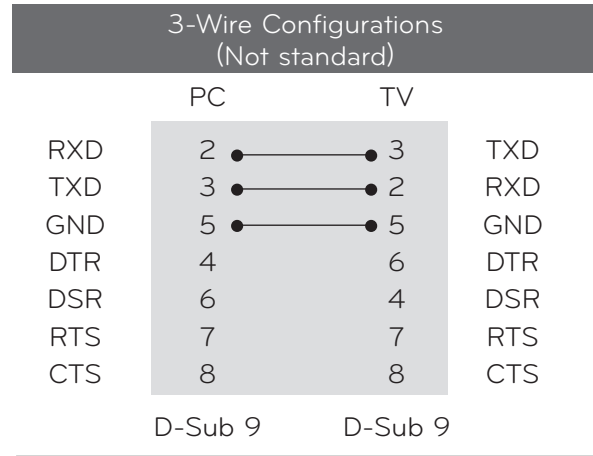 3-Wire Configurations
(Not standard)
PC TV
RXD 2 3 TXD
TXD 3 2 RXD
GND 5 5 GND
DTR 4 6 DTR
DSR 6 4 DSR
RTS 7 7 RTS
CTS 8 8 CTS
D-Sub 9 D-Sub 9